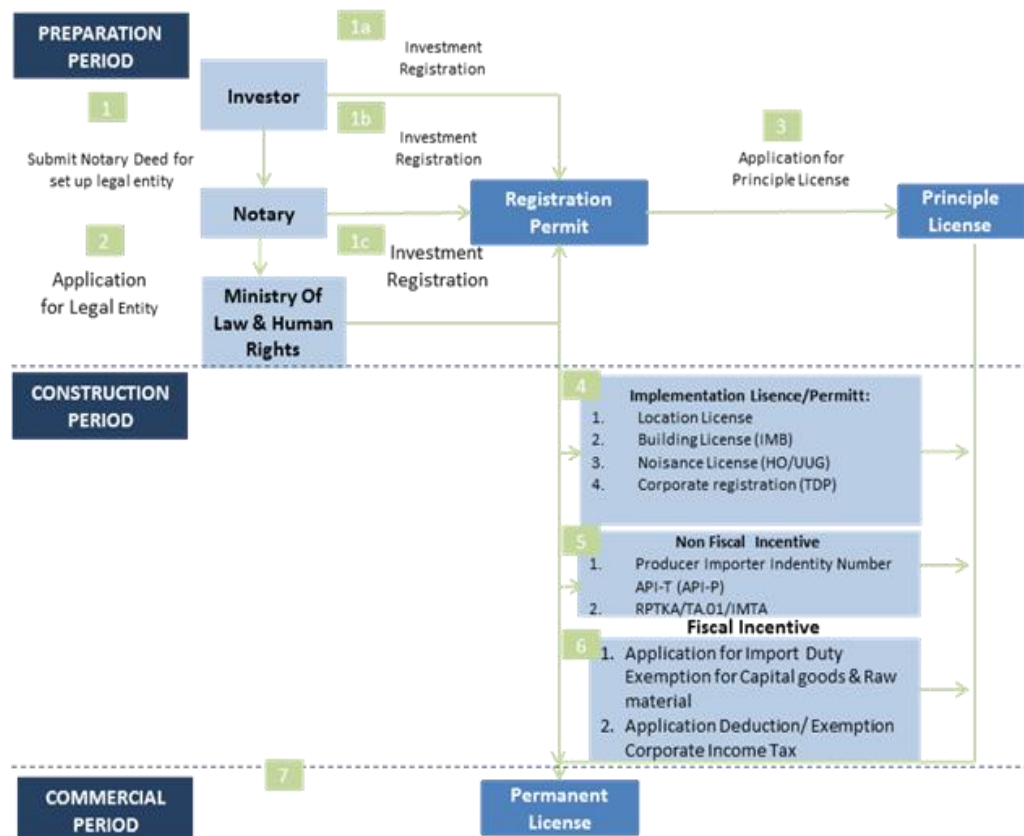 PREPARATION
PERIOD
1a
Investment
Registration
Investor
1
1b
Investment
Registration
3
Application for
Principle License
Submit Notary Deed for
set up legal entity
Notary
Registration
Permit
Principle
License
2
1c
Investment
Registration
Application
for Legal Entity
Ministry Of
Law & Human
Rights
CONSTRUCTION
PERIOD
4
Implementation Lisence/Permitt:
1. Location License
2. Building License (IMB)
3. Noisance License (HO/UUG)
4. Corporate registration (TDP)
5
Non Fiscal Incentive
1. Producer Importer Indentity Number
API-T (API-P)
2. RPTKA/TA.01/IMTA
Fiscal Incentive
6
1. Application for Import Duty
Exemption for Capital goods & Raw
material
2. Application Deduction/ Exemption
Corporate Income Tax
7
COMMERCIAL
PERIOD
Permanent
License